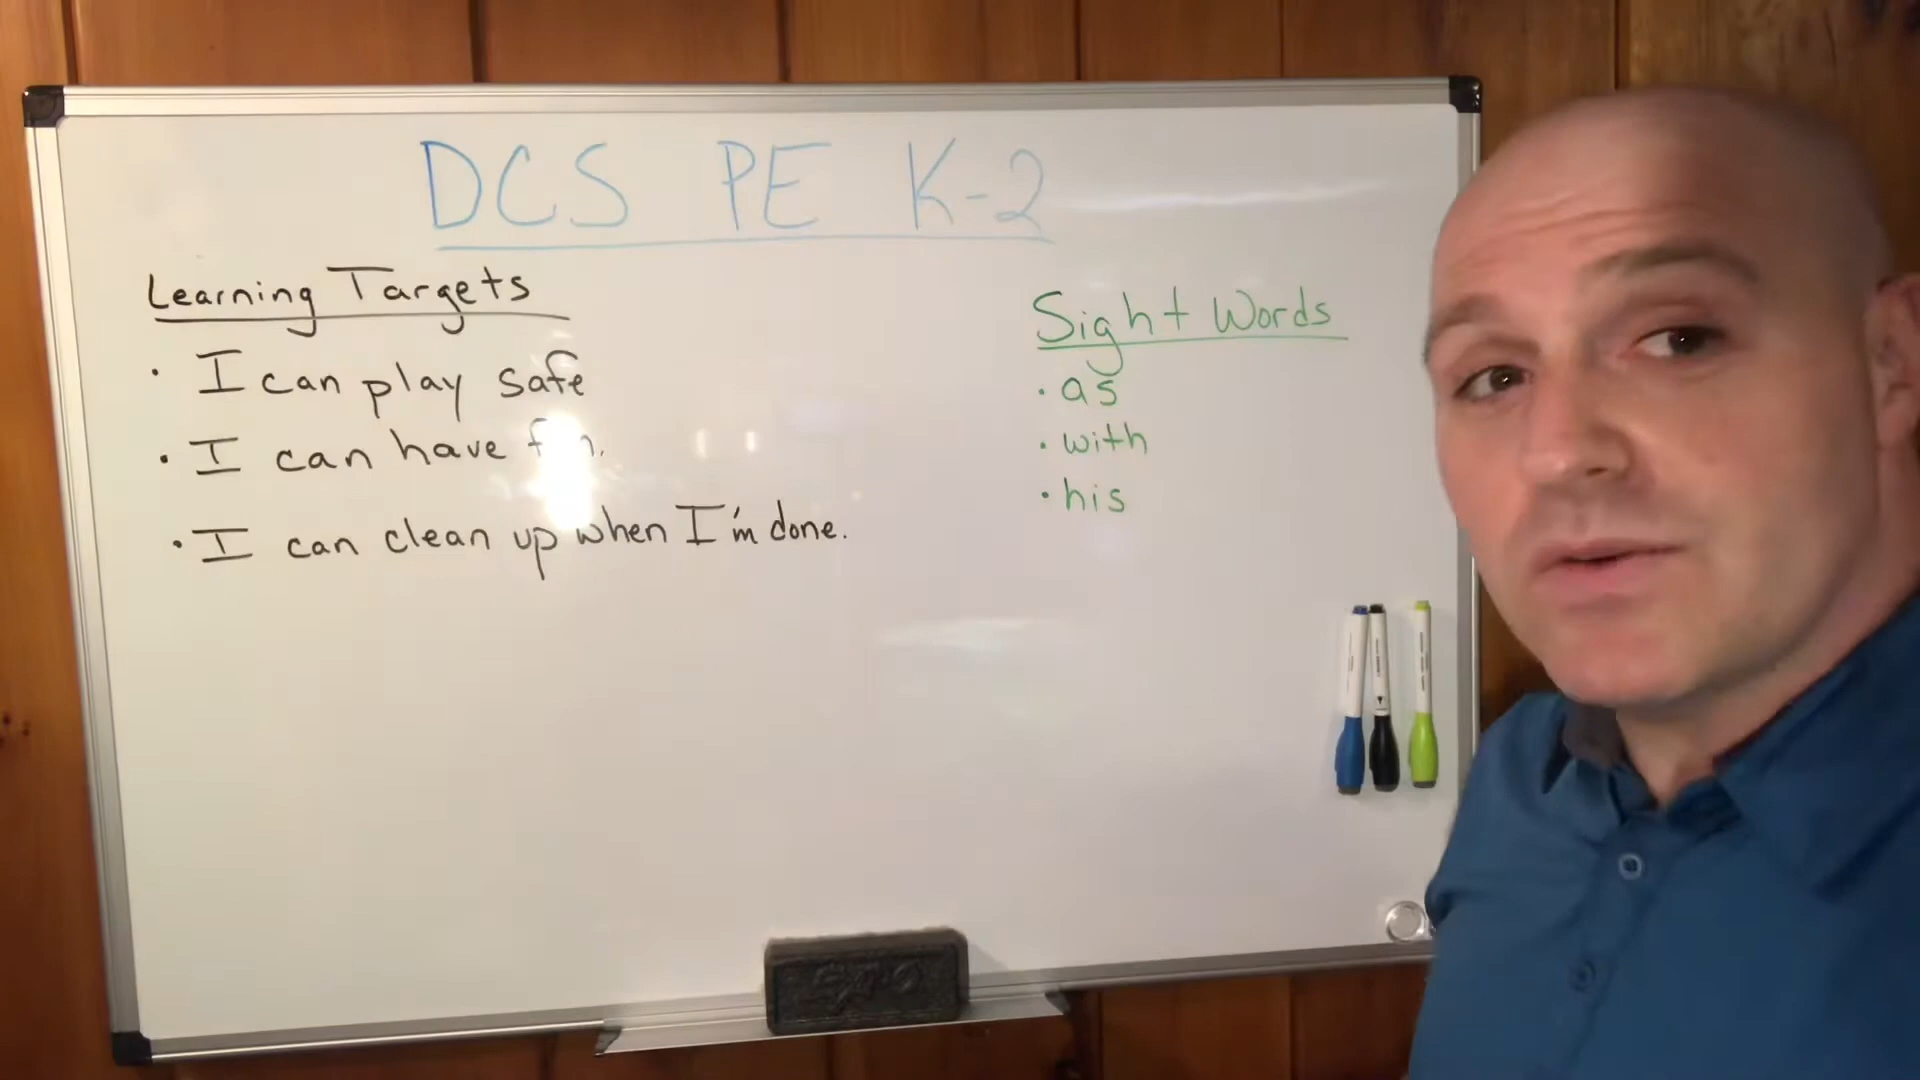 DCS PE K-2
Learning Targets
• I can play safe
• I can have
• I can clean up when I'm done.
Sight Words
• as
• with
• his